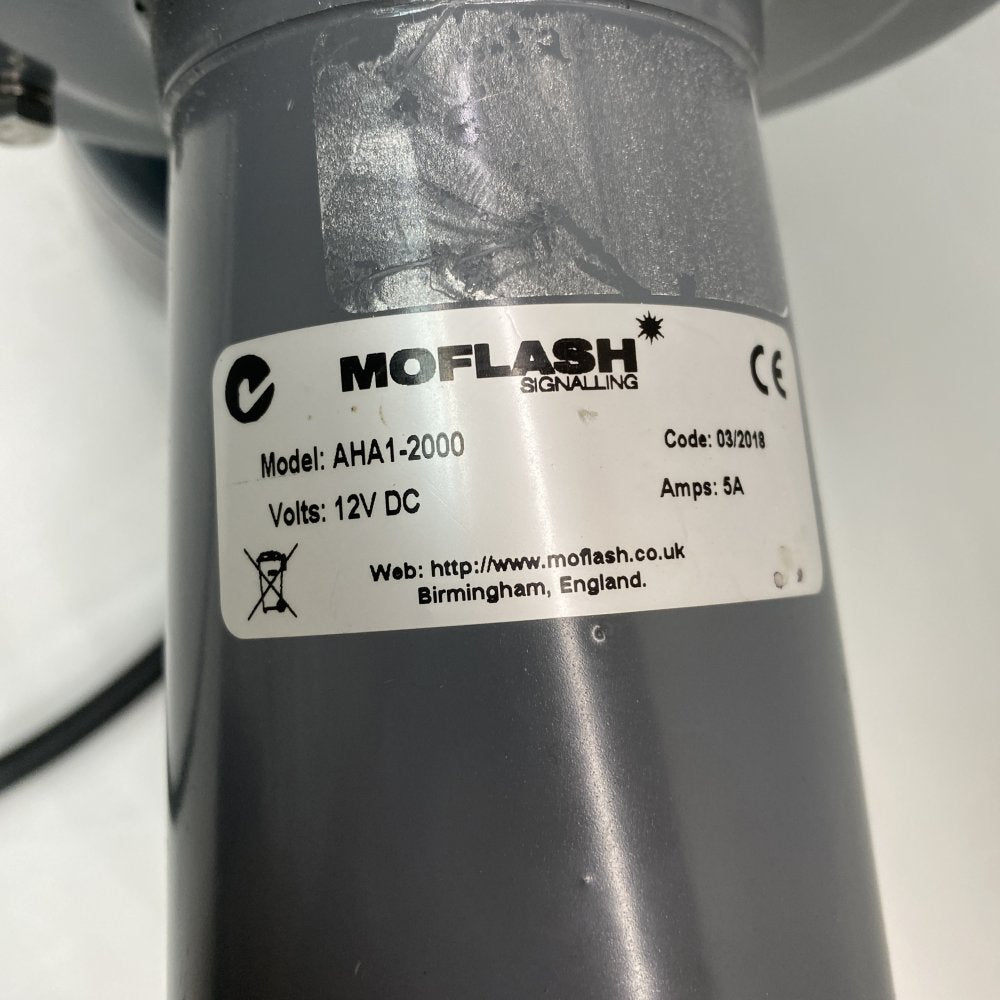 MOFLASH
SIGNALLING
CE
Model: AHA1-2000
Code: 03/2018
Volts: 12V DC
Amps: 5A
Web: http://www.moflash.co.uk
Birmingham, England.